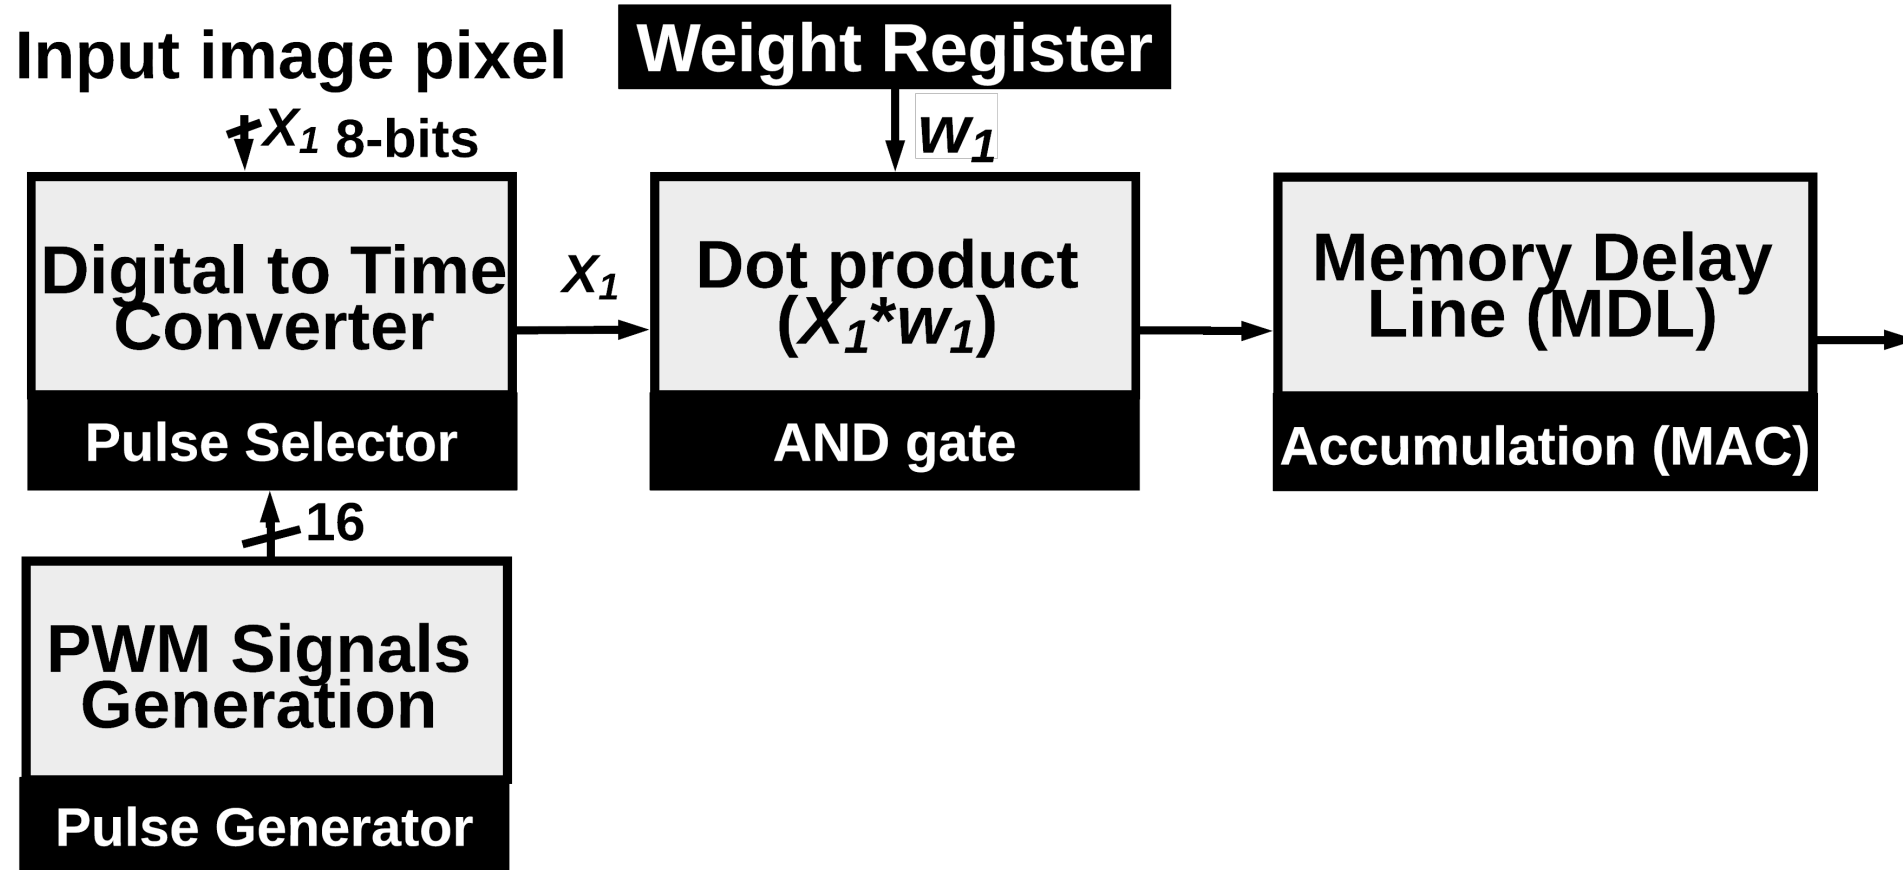 Input image pixel
X1 8-bits
Weight Register
w1
Digital to Time
Converter
Pulse Selector
X1
Dot product
(X1*w1)
AND gate
Memory Delay
Line (MDL)
Accumulation (MAC)
16
PWM Signals
Generation
Pulse Generator